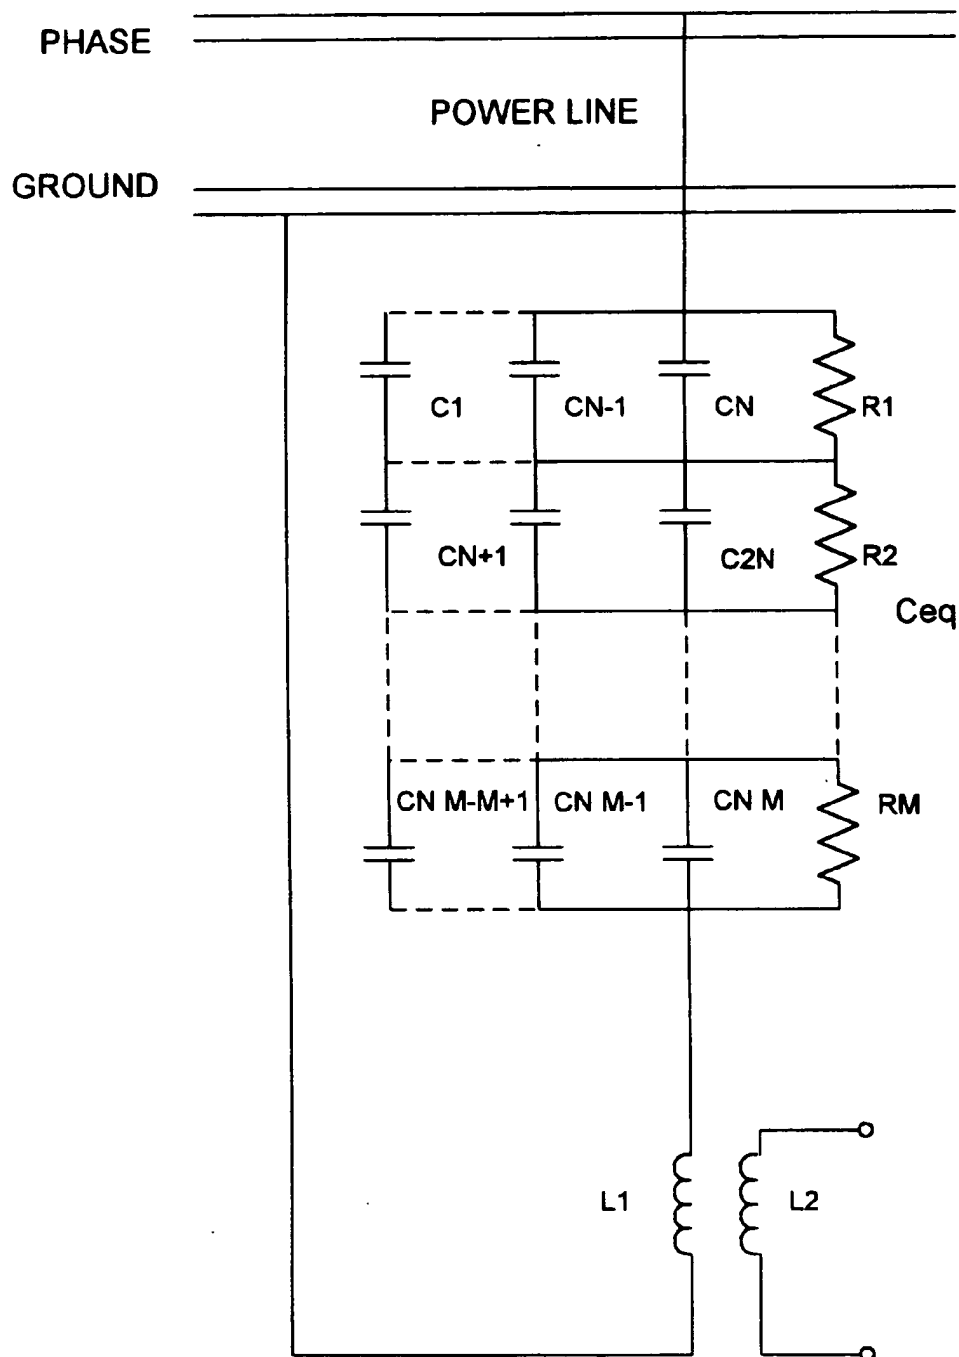 PHASE
POWER LINE
GROUND
C1
CN-1
CN
R1
CN+1
C2N
R2
Ceq
CN M-M+1
CN M-1
CN M
RM
L1
L2